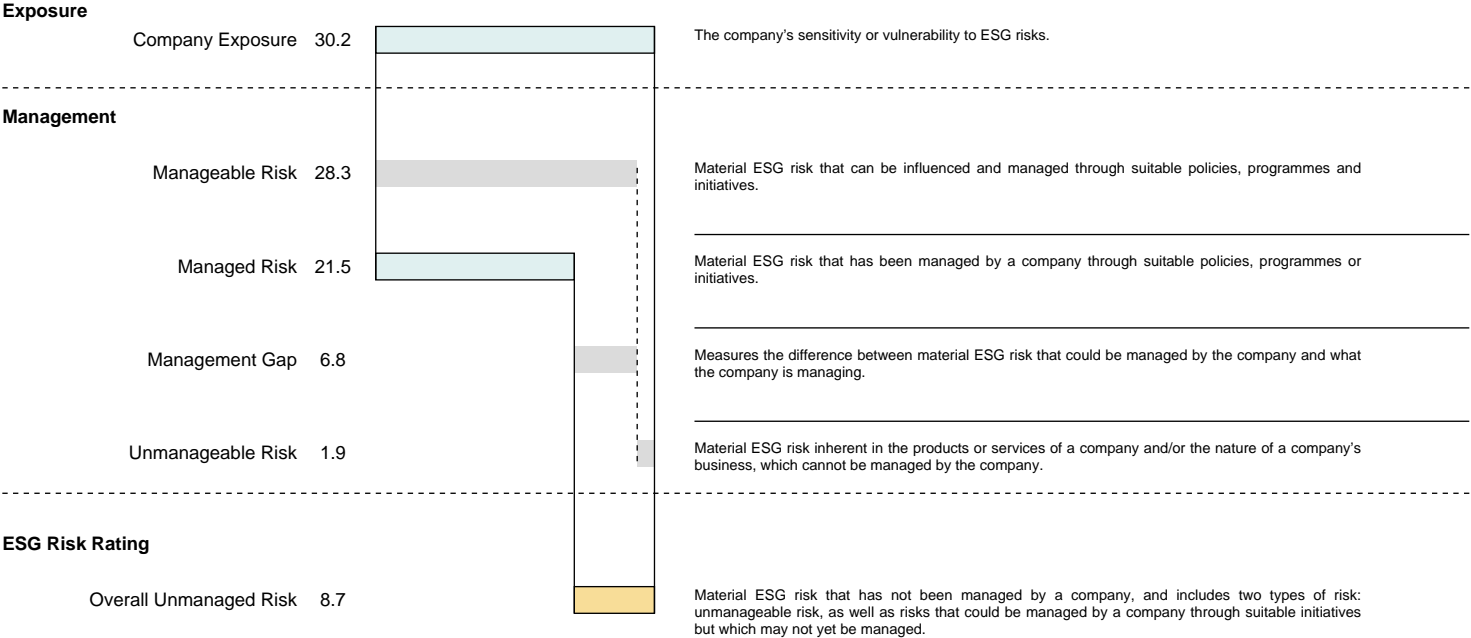 Exposure
Company Exposure 30.2
The company’s sensitivity or vulnerability to ESG risks.
Management
Manageable Risk 28.3
Material ESG risk that can be influenced and managed through suitable policies, programmes and
initiatives.
Managed Risk 21.5
Material ESG risk that has been managed by a company through suitable policies, programmes or
initiatives.
Management Gap 6.8
Measures the difference between material ESG risk that could be managed by the company and what
the company is managing.
Unmanageable Risk 1.9
Material ESG risk inherent in the products or services of a company and/or the nature of a company’s
business, which cannot be managed by the company.
ESG Risk Rating
Overall Unmanaged Risk 8.7
Material ESG risk that has not been managed by a company, and includes two types of risk:
unmanageable risk, as well as risks that could be managed by a company through suitable initiatives
but which may not yet be managed.